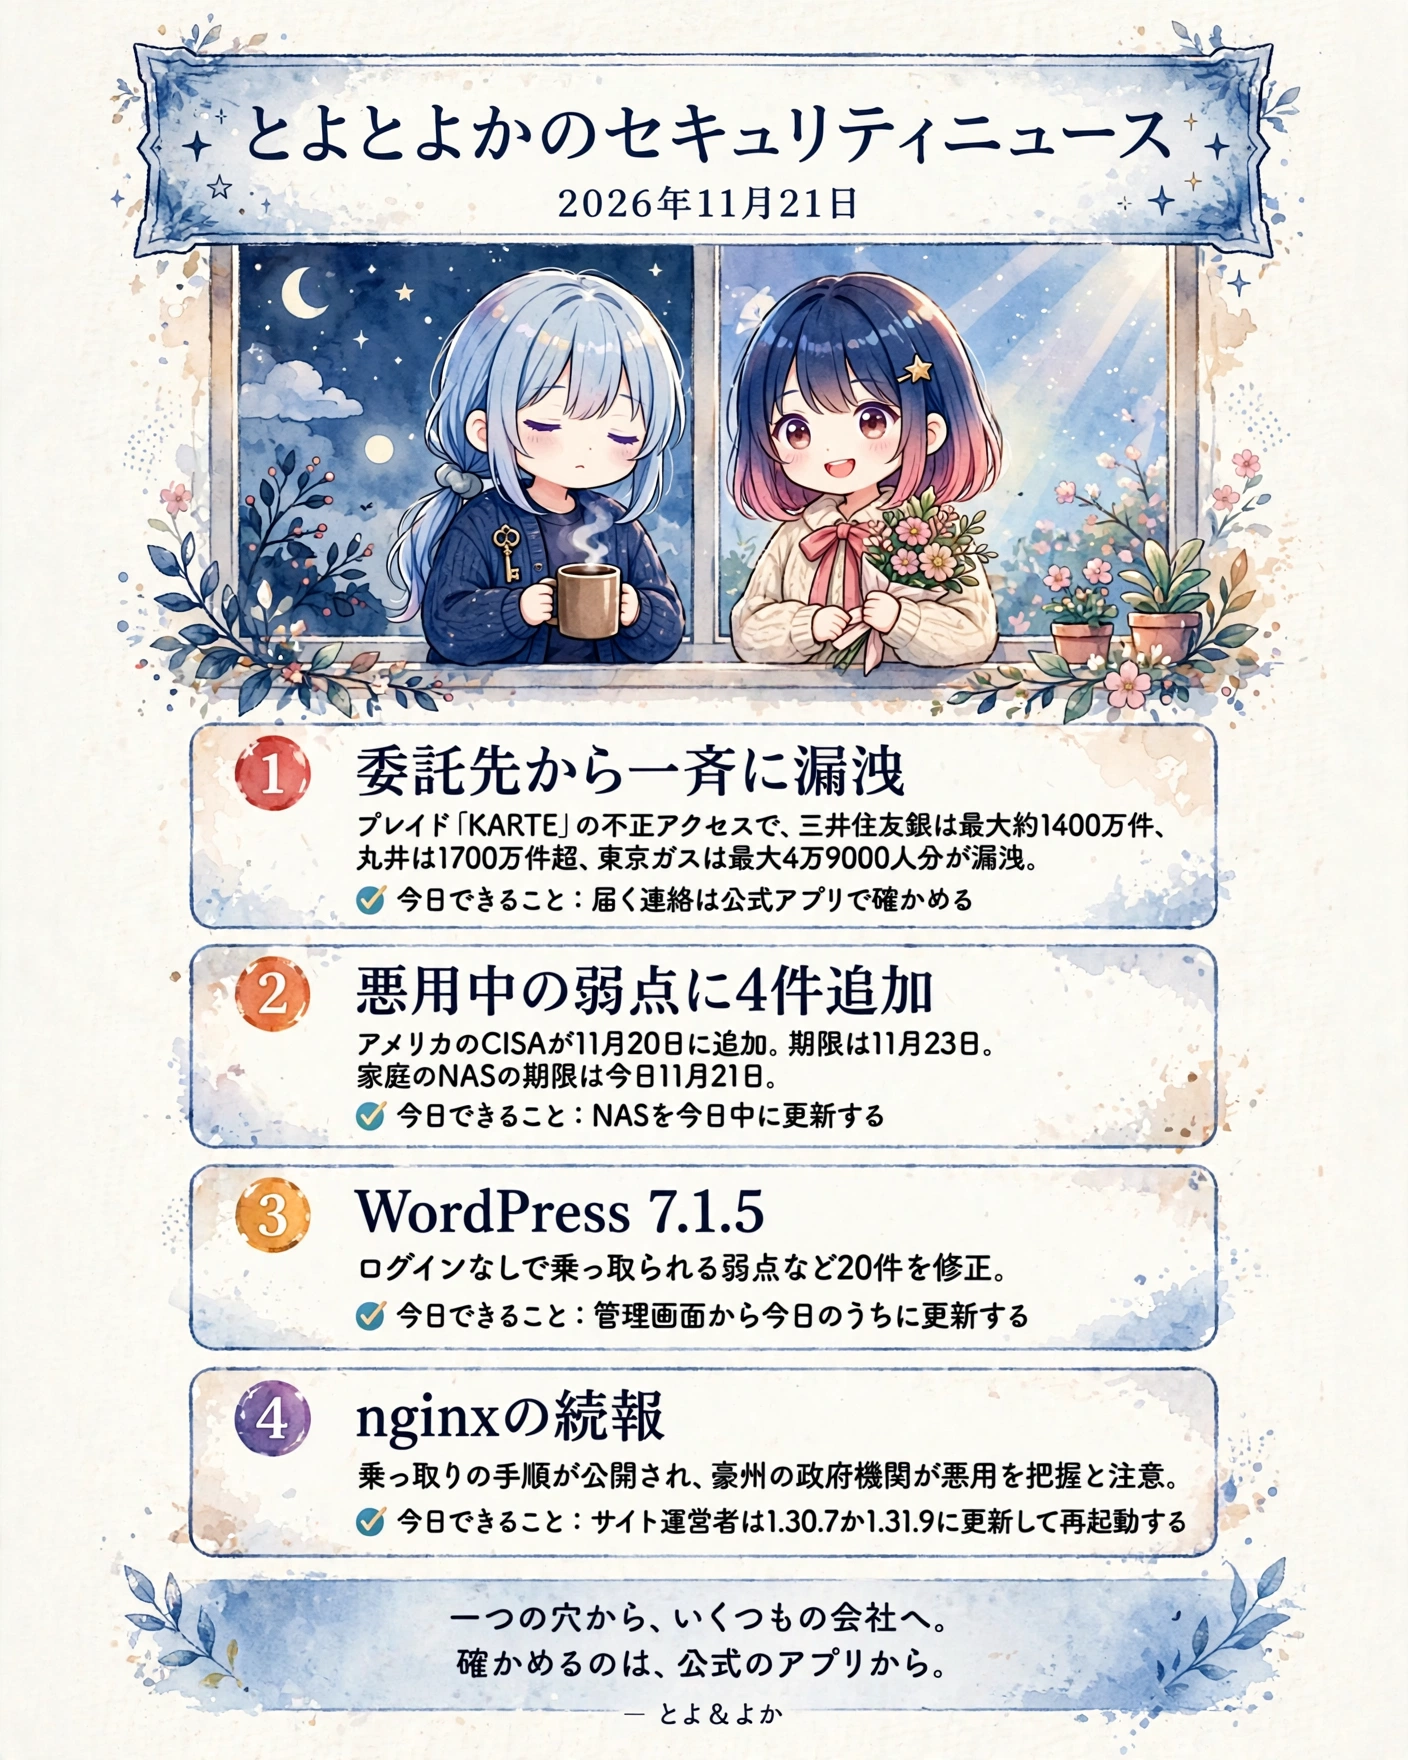 とよとよかのセキュリティニュース
2026年11月21日
1
委託先から一斉に漏洩
プレイド「KARTE」の不正アクセスで、三井住友銀は最大約1400万件、
丸井は1700万件超、東京ガスは最大4万9000人分が漏洩。
今日できること：届く連絡は公式アプリで確かめる
2
悪用中の弱点に4件追加
アメリカのCISAが11月20日に追加。期限は11月23日。
家庭のNASの期限は今日11月21日。
今日できること：NASを今日中に更新する
3
WordPress 7.1.5
ログインなしで乗っ取られる弱点など20件を修正。
今日できること：管理画面から今日のうちに更新する
4
nginxの続報
乗っ取りの手順が公開され、豪州の政府機関が悪用を把握と注意。
今日できること：サイト運営者は1.30.7か1.31.9に更新して再起動する
一つの穴から、いくつもの会社へ。
確かめるのは、公式のアプリから。
— とよ＆よか